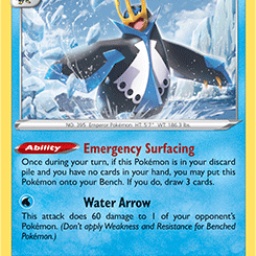 NO. 395 Emperor Pokémon HT: 5'7" WT: 186.3 lbs.
Ability Emergency Surfacing
Once during your turn, if this Pokémon is in your discard
pile and you have no cards in your hand, you may put this
Pokémon onto your Bench. If you do, draw 3 cards.
Water Arrow
This attack does 60 damage to 1 of your opponent's
Pokémon. (Don't apply Weakness and Resistance for Benched
Pokémon.)